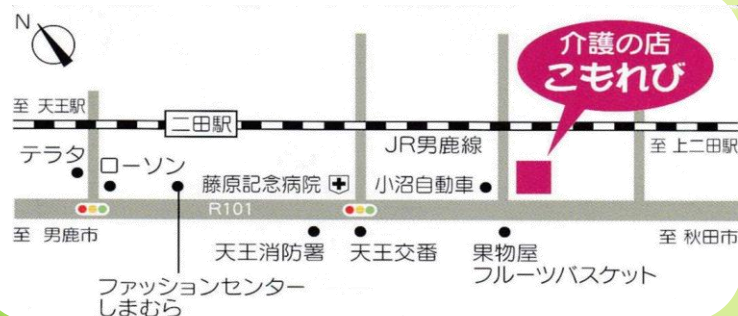 N
介護の店
こもれび
至 天王駅
二田駅
JR男鹿線
至 上二田駅
テラタ
ローソン
藤原記念病院
小沼自動車
R101
至 男鹿市
至 秋田市
天王消防署
天王交番
果物屋
フルーツバスケット
ファッションセンター
しまむら